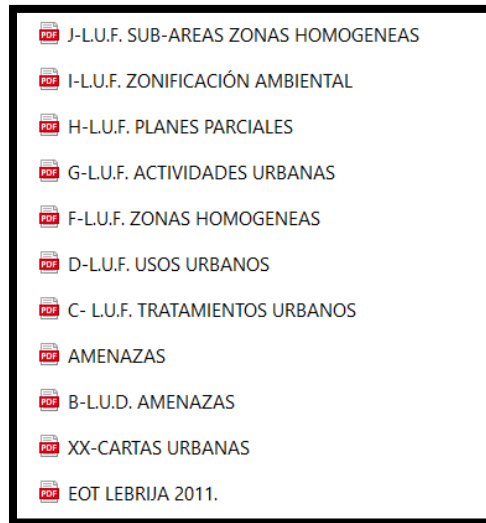 J-L.U.F. SUB-AREAS ZONAS HOMOGENEAS
I-L.U.F. ZONIFICACIÓN AMBIENTAL
H-L.U.F. PLANES PARCIALES
G-L.U.F. ACTIVIDADES URBANAS
F-L.U.F. ZONAS HOMOGENEAS
D-L.U.F. USOS URBANOS
C- L.U.F. TRATAMIENTOS URBANOS
AMENAZAS
B-L.U.D. AMENAZAS
XX-CARTAS URBANAS
EOT LEBRIJA 2011.